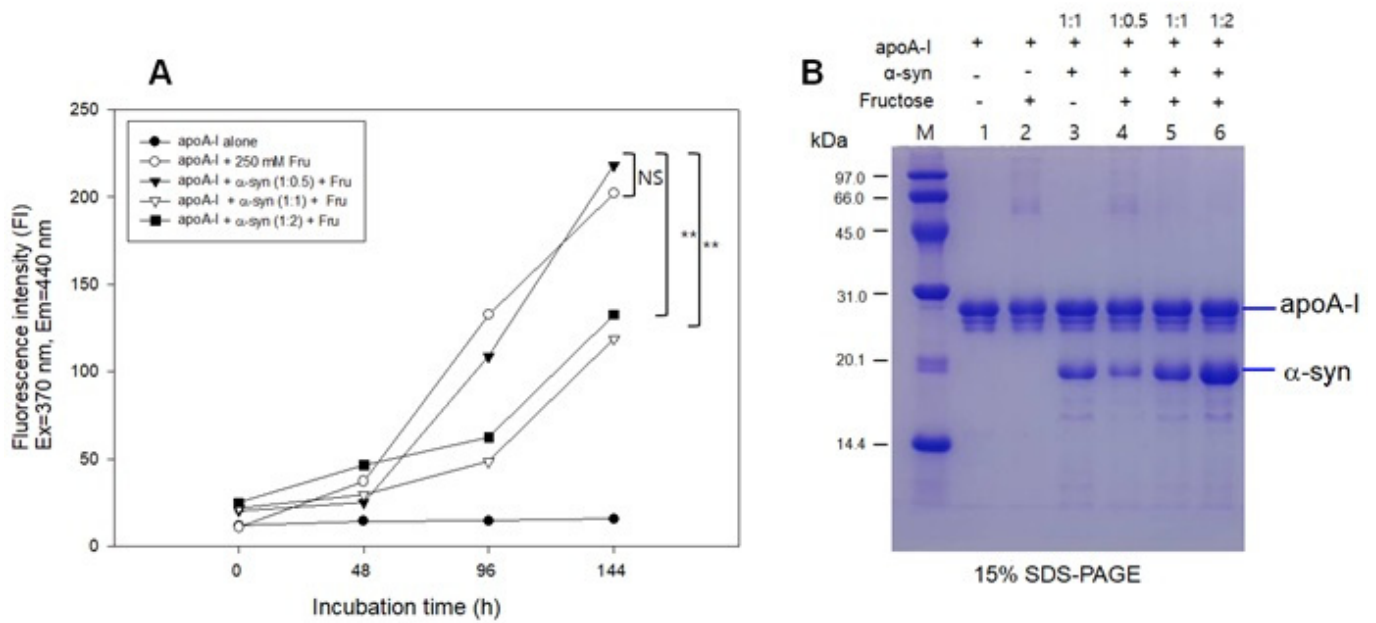 A
Fluorescence intensity (FI)
Ex=370 nm, Em=440 nm
250
200
150
100
50
0
apoA-I alone
apoA-I + 250 mM Fru
apoA-I + α-syn (1:0.5) + Fru
apoA-I + α-syn (1:1) + Fru
apoA-I + α-syn (1:2) + Fru
NS
**
**
0 48 96 144
Incubation time (h)
B
1:1 1:0.5 1:1 1:2
apoA-I + + + + + +
α-syn - - + + + +
Fructose - + - + + +
kDa M 1 2 3 4 5 6
97.0
66.0
45.0
31.0
20.1
14.4
apoA-I
α-syn
15% SDS-PAGE